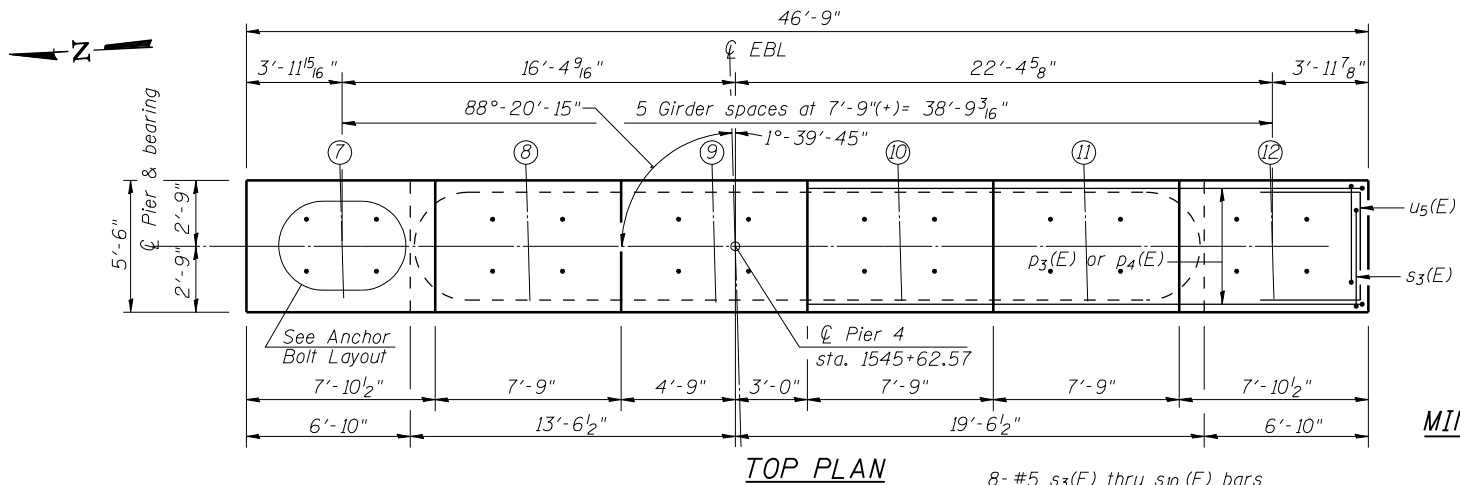 46'-9"
℄ EBL
Z
3'-11 15/16"
16'-4 9/16"
22'-4 5/8"
3'-11 7/8"
88°-20'-15"
5 Girder spaces at 7'-9"(+)= 38'-9 3/16"
1°-39'-45"
℄ Pier & bearing
7
8
9
10
11
12
5'-6"
2'-9"
2'-9"
u5(E)
p3(E) or p4(E)
s3(E)
See Anchor
Bolt Layout
℄ Pier 4
sta. 1545+62.57
7'-10 1/2"
7'-9"
4'-9"
3'-0"
7'-9"
7'-9"
7'-10 1/2"
6'-10"
13'-6 1/2"
19'-6 1/2"
6'-10"
TOP PLAN
8- #5 s3(E) thru s10(E) bars